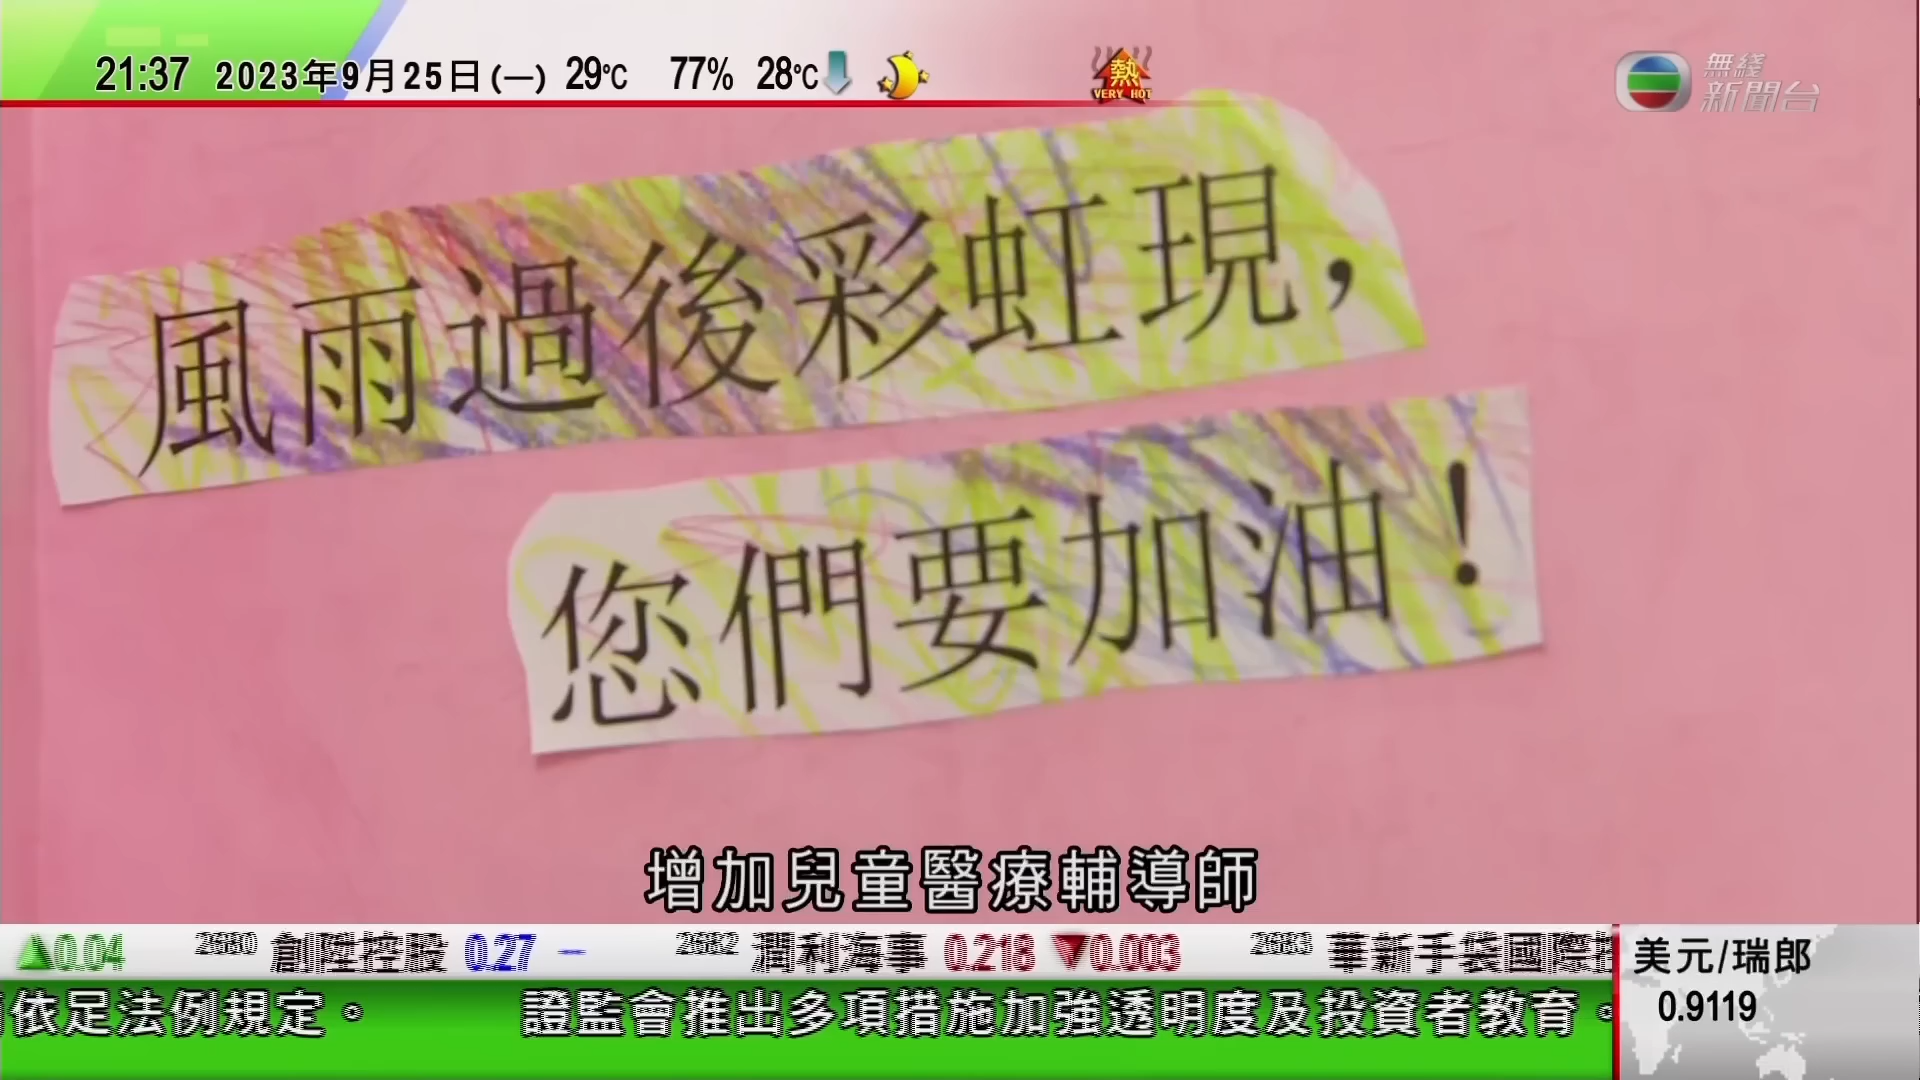 21:37 2023年9月25日(一) 29℃ 77% 28℃
熱
VERY HOT
無綫
新聞台
風雨過後彩虹現，
您們要加油！
增加兒童醫療輔導師
0.04 2680 創陞控股 0.27 – 2682 潤利海事 0.218 ▼0.003 2683 華新手袋國際控
依足法例規定。 證監會推出多項措施加強透明度及投資者教育。
美元/瑞郎
0.9119